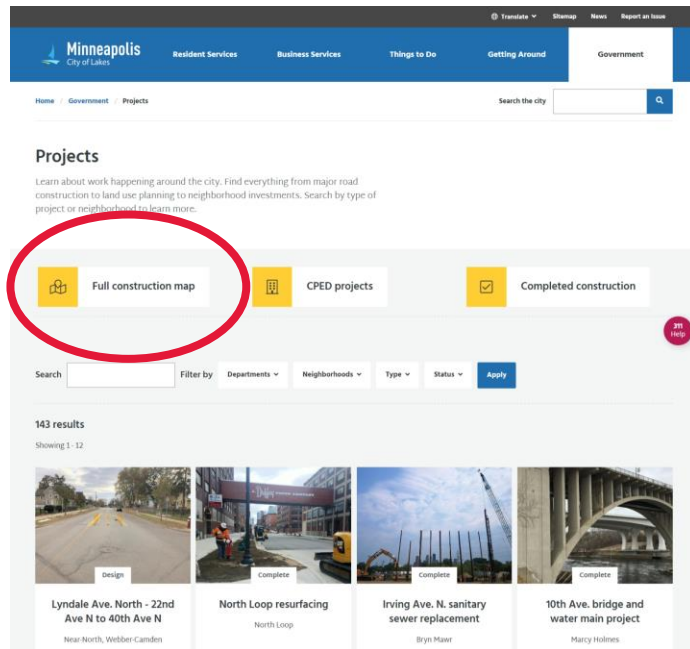 Translate Sitemap News Report an Issue
Minneapolis
City of Lakes
Resident Services Business Services Things to Do Getting Around Government
Home / Government / Projects
Search the city
Projects
Learn about work happening around the city. Find everything from major road
construction to land use planning to neighborhood investments. Search by type of
project or neighborhood to learn more.
Full construction map CPED projects Completed construction
311
Help
Search Filter by Departments Neighborhoods Type Status Apply
143 results
Showing 1 - 12
Design Complete Complete Complete
Lyndale Ave. North - 22nd
Ave N to 40th Ave N
Near-North, Webber-Camden
North Loop resurfacing
North Loop
Irving Ave. N. sanitary
sewer replacement
Bryn Mawr
10th Ave. bridge and
water main project
Marcy Holmes